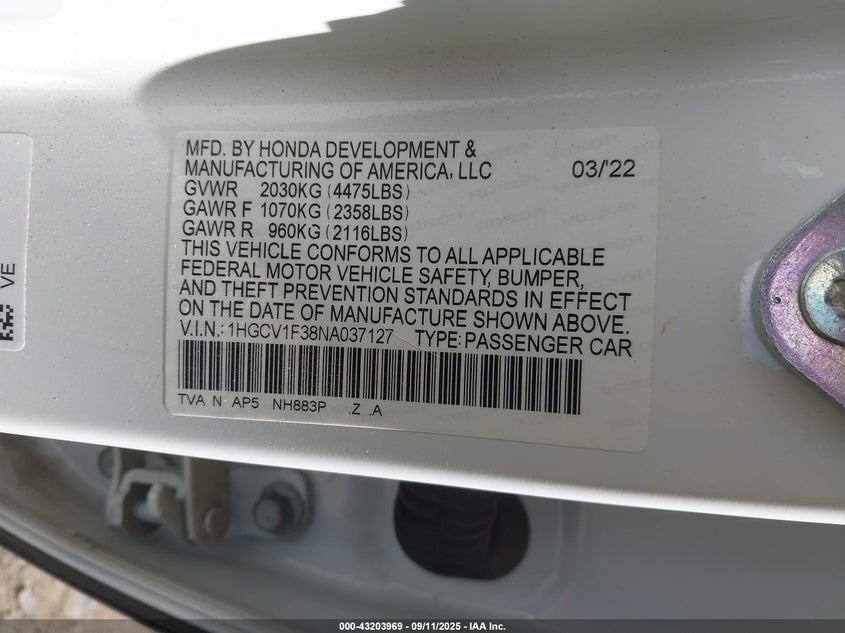 MFD. BY HONDA DEVELOPMENT &
MANUFACTURING OF AMERICA, LLC 03/'22
GVWR 2030KG (4475LBS)
GAWR F 1070KG (2358LBS)
GAWR R 960KG (2116LBS)
THIS VEHICLE CONFORMS TO ALL APPLICABLE
FEDERAL MOTOR VEHICLE SAFETY, BUMPER,
AND THEFT PREVENTION STANDARDS IN EFFECT
ON THE DATE OF MANUFACTURE SHOWN ABOVE.
V.I.N.: 1HGCV1F38NA037127 TYPE: PASSENGER CAR
TVA N AP5 NH883P .Z .A
VE
000-43203969 - 09/11/2025 - IAA Inc.